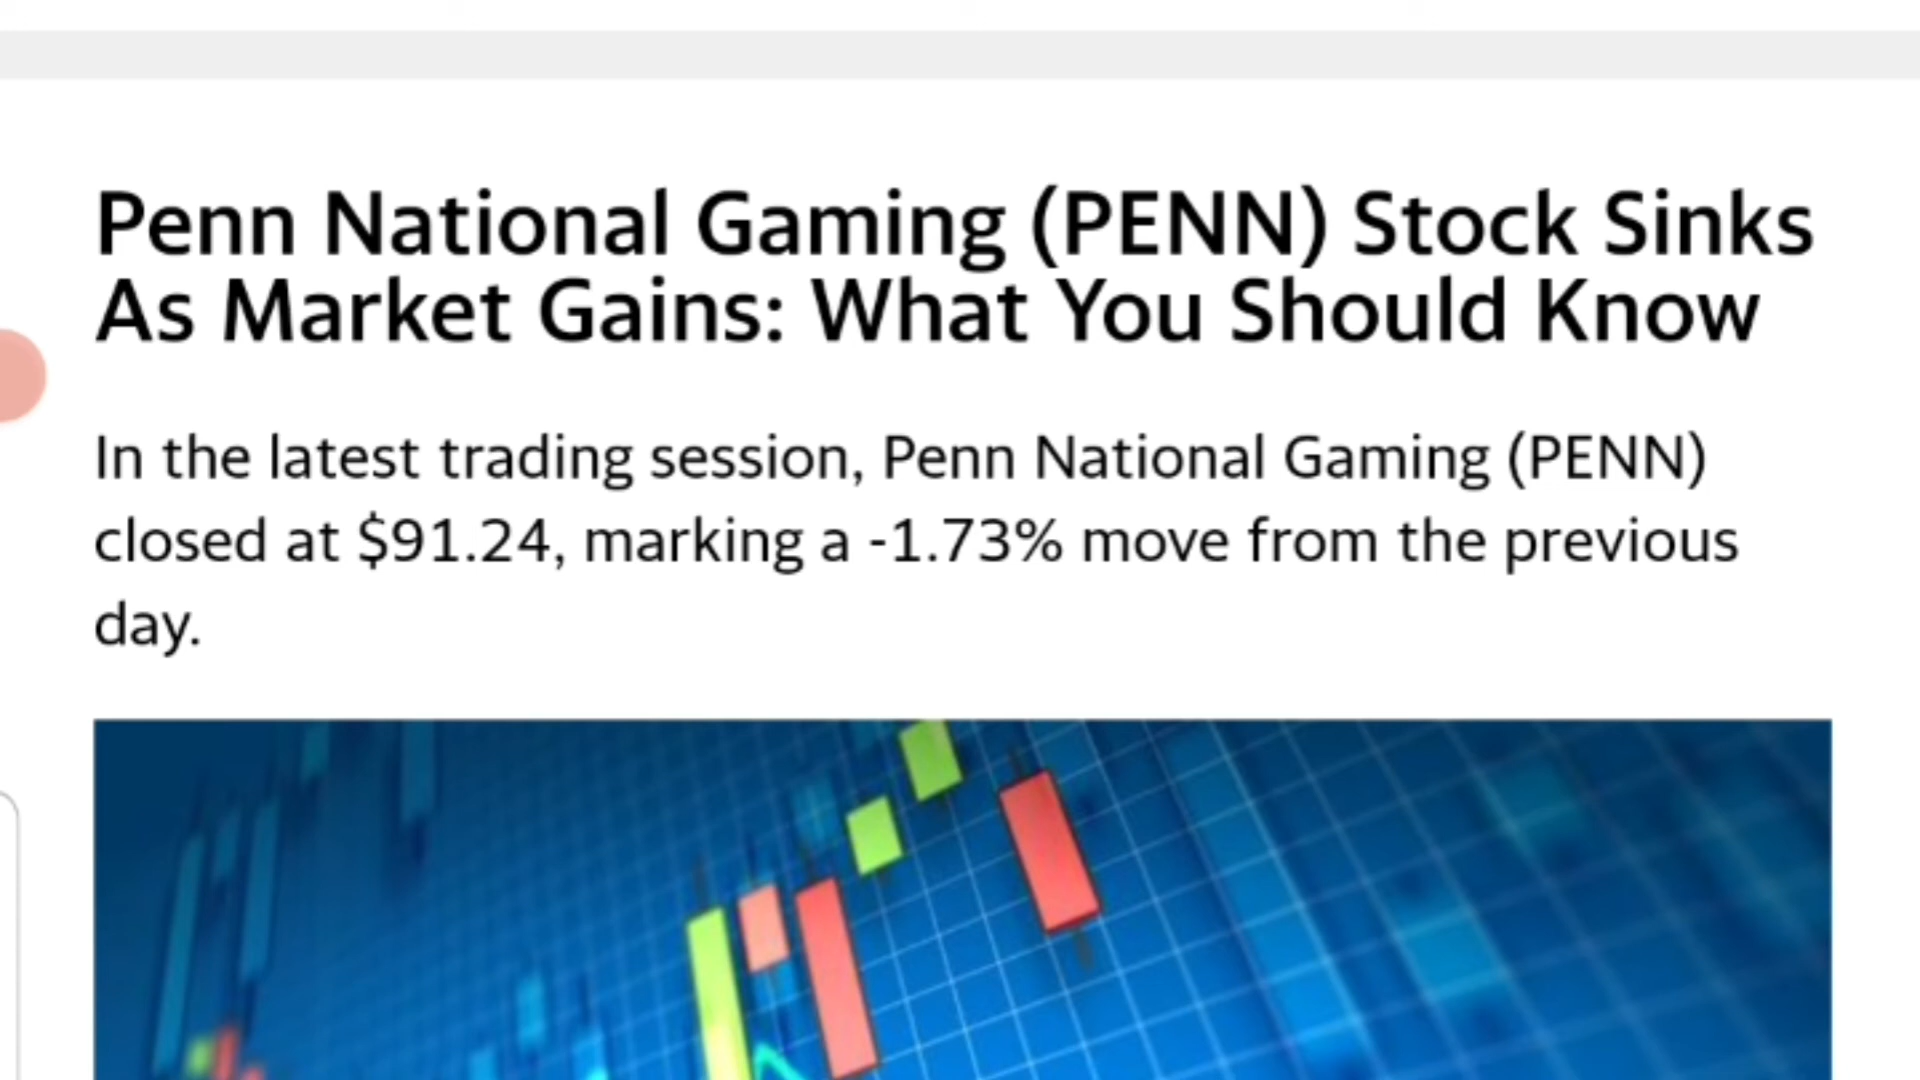 Penn National Gaming (PENN) Stock Sinks
As Market Gains: What You Should Know
In the latest trading session, Penn National Gaming (PENN)
closed at $91.24, marking a -1.73% move from the previous
day.